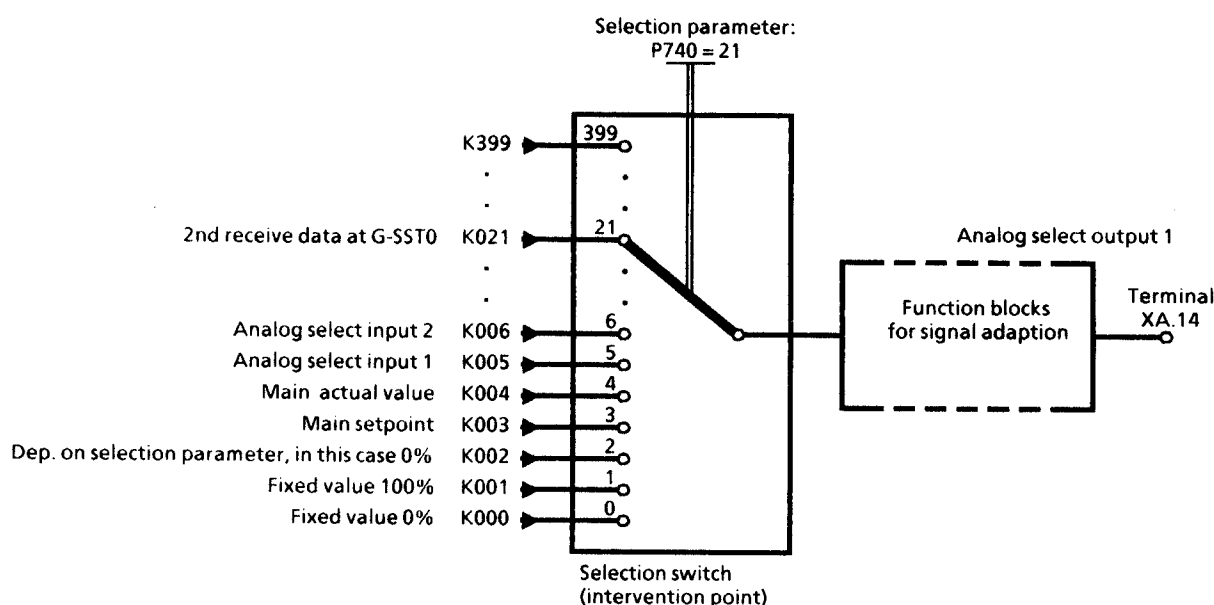 Selection parameter:
P740 = 21
K399 399
2nd receive data at G-SST0 K021 21
Analog select output 1
Function blocks
for signal adaption
Terminal
XA.14
Analog select input 2 K006 6
Analog select input 1 K005 5
Main actual value K004 4
Main setpoint K003 3
Dep. on selection parameter, in this case 0% K002 2
Fixed value 100% K001 1
Fixed value 0% K000 0
Selection switch
(intervention point)